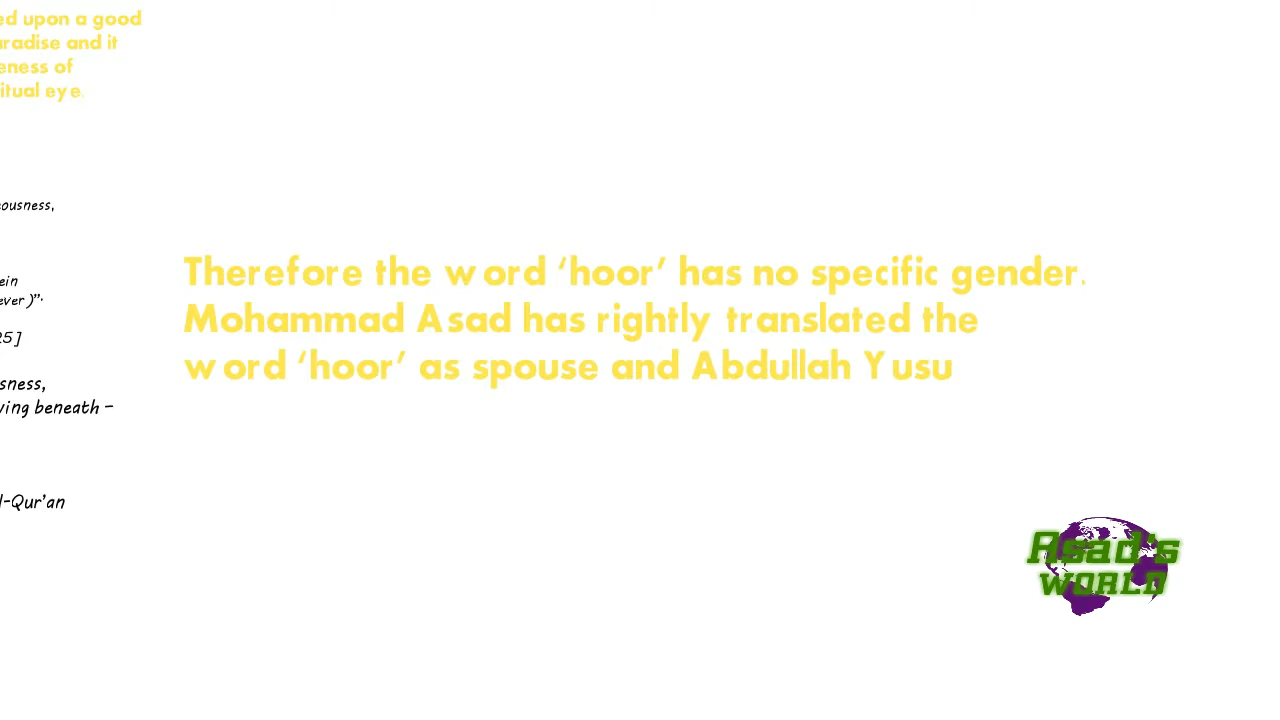 ed upon a good
aradise and it
eness of
itual eye.
eousness,
ein
ever)”.
25]
sness,
wing beneath –
l-Qur’an
Therefore the word ‘hoor’ has no specific gender.
Mohammad Asad has rightly translated the
word ‘hoor’ as spouse and Abdullah Yusu
Asad's
WORLD